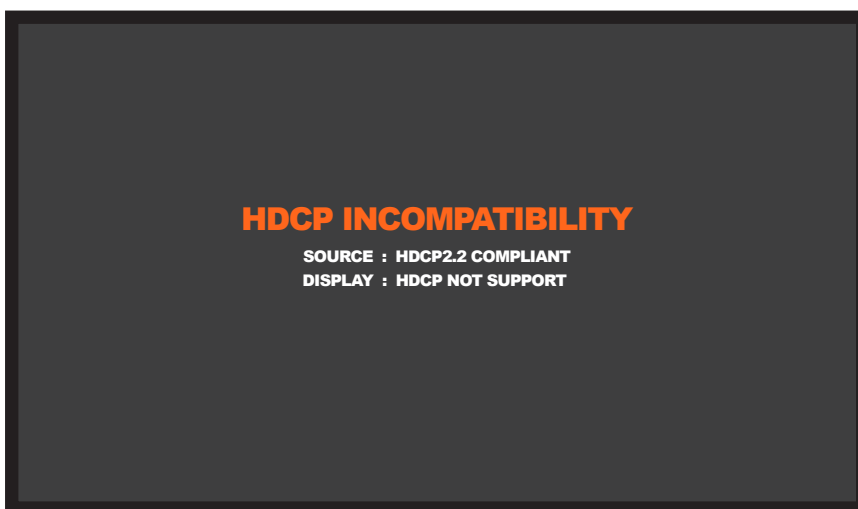 HDCP INCOMPATIBILITY
SOURCE : HDCP2.2 COMPLIANT
DISPLAY : HDCP NOT SUPPORT